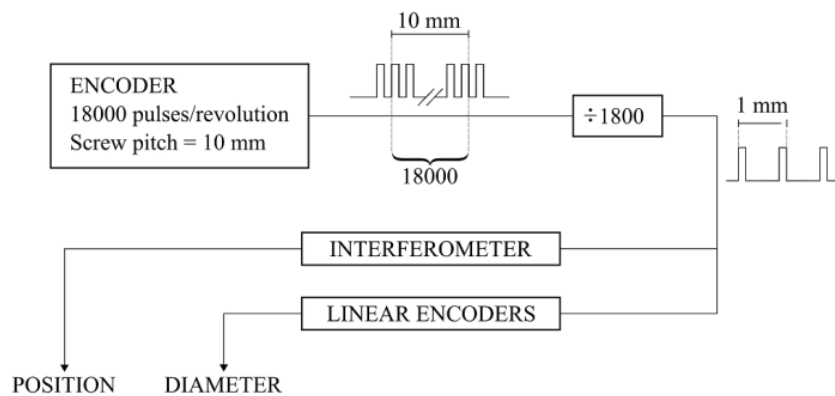 10 mm
ENCODER
18000 pulses/revolution
Screw pitch = 10 mm
÷1800
1 mm
18000
INTERFEROMETER
LINEAR ENCODERS
POSITION
DIAMETER